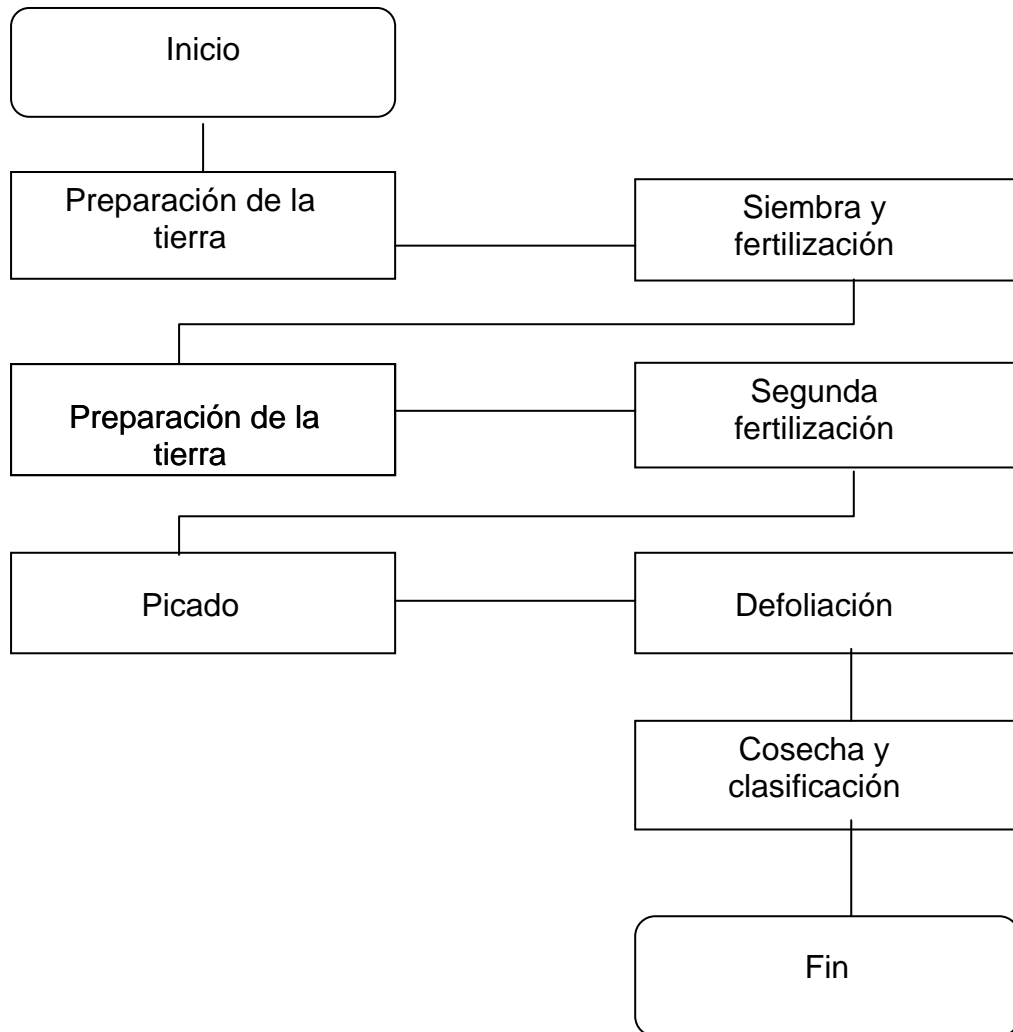 Inicio
Preparación de la
tierra
Siembra y
fertilización
Preparación de la
tierra
Segunda
fertilización
Picado
Defoliación
Cosecha y
clasificación
Fin